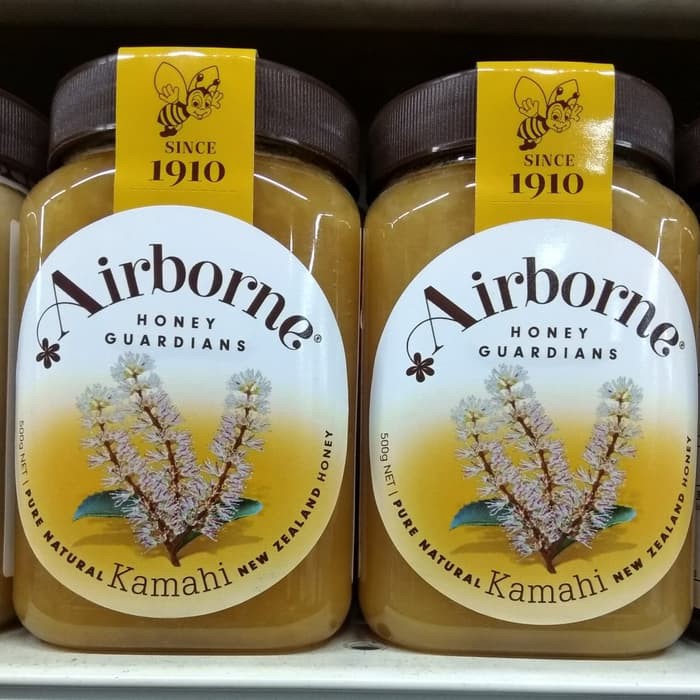 SINCE
1910
Airborne®
HONEY
GUARDIANS
500g NET | PURE NATURAL Kamahi NEW ZEALAND HONEY
SINCE
1910
Airborne®
HONEY
GUARDIANS
500g NET | PURE NATURAL Kamahi NEW ZEALAND HONEY